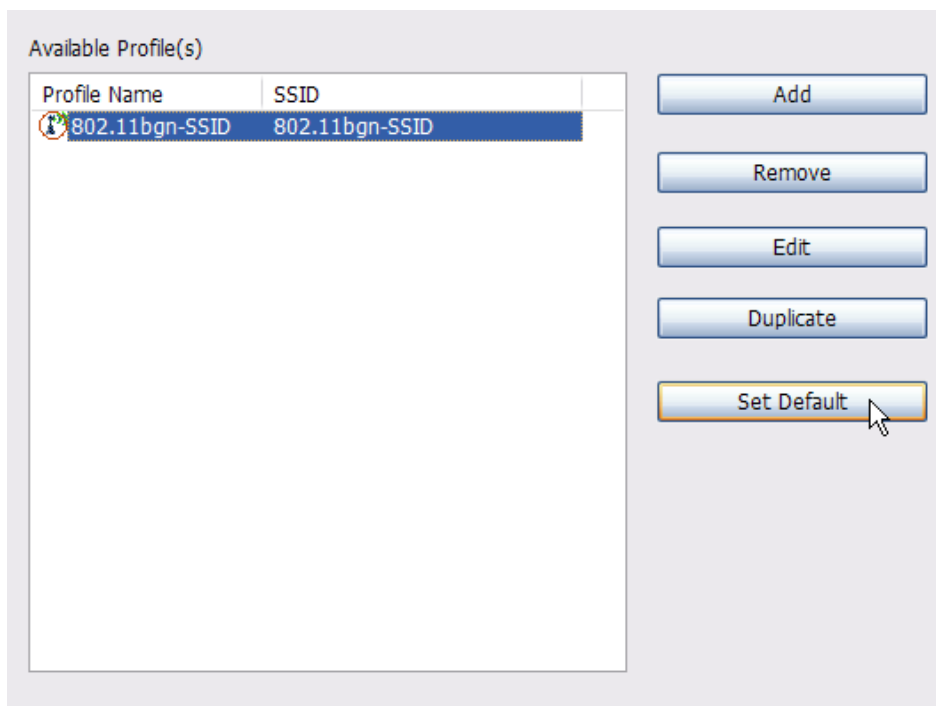 Available Profile(s)
Profile Name SSID
802.11bgn-SSID 802.11bgn-SSID
Add
Remove
Edit
Duplicate
Set Default